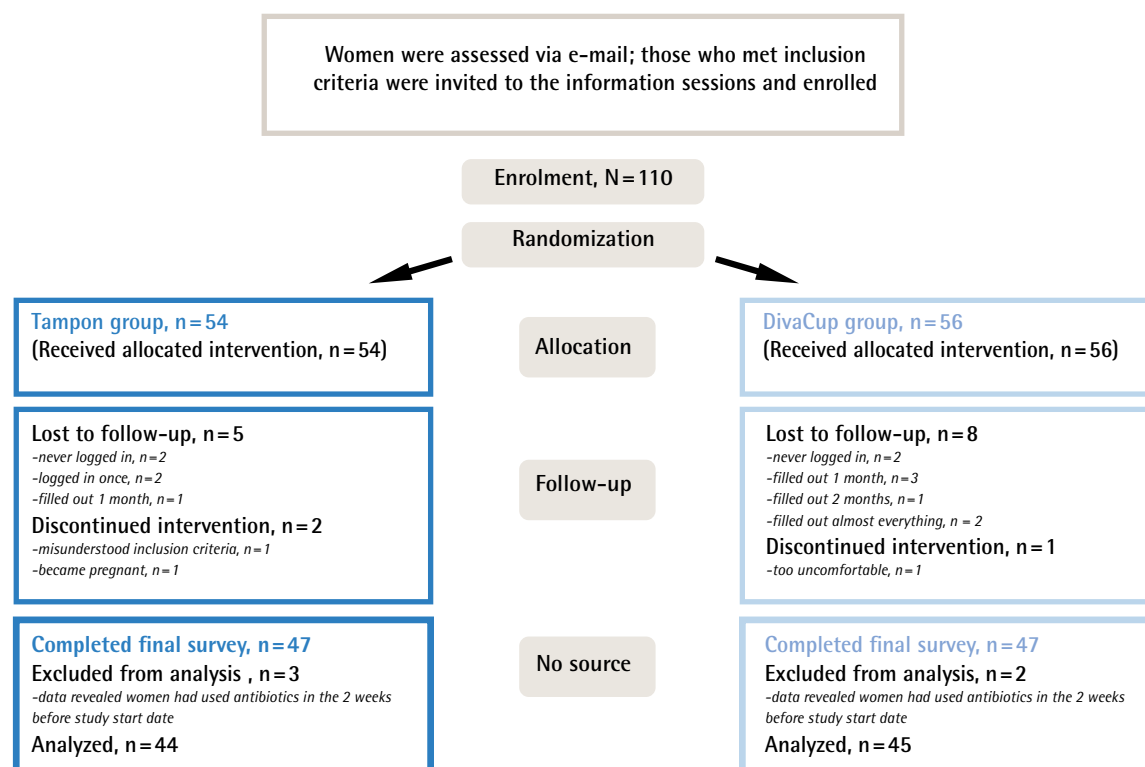 Women were assessed via e-mail; those who met inclusion
criteria were invited to the information sessions and enrolled
Enrolment, N=110
Randomization
Tampon group, n=54
(Received allocated intervention, n=54)
Allocation
DivaCup group, n=56
(Received allocated intervention, n=56)
Lost to follow-up, n=5
-never logged in, n=2
-logged in once, n=2
-filled out 1 month, n=1
Discontinued intervention, n=2
-misunderstood inclusion criteria, n=1
-became pregnant, n=1
Follow-up
Lost to follow-up, n=8
-never logged in, n=2
-filled out 1 month, n=3
-filled out 2 months, n=1
-filled out almost everything, n = 2
Discontinued intervention, n=1
-too uncomfortable, n=1
Completed final survey, n=47
Excluded from analysis , n=3
-data revealed women had used antibiotics in the 2 weeks
before study start date
Analyzed, n=44
No source
Completed final survey, n=47
Excluded from analysis, n=2
-data revealed women had used antibiotics in the 2 weeks
before study start date
Analyzed, n=45